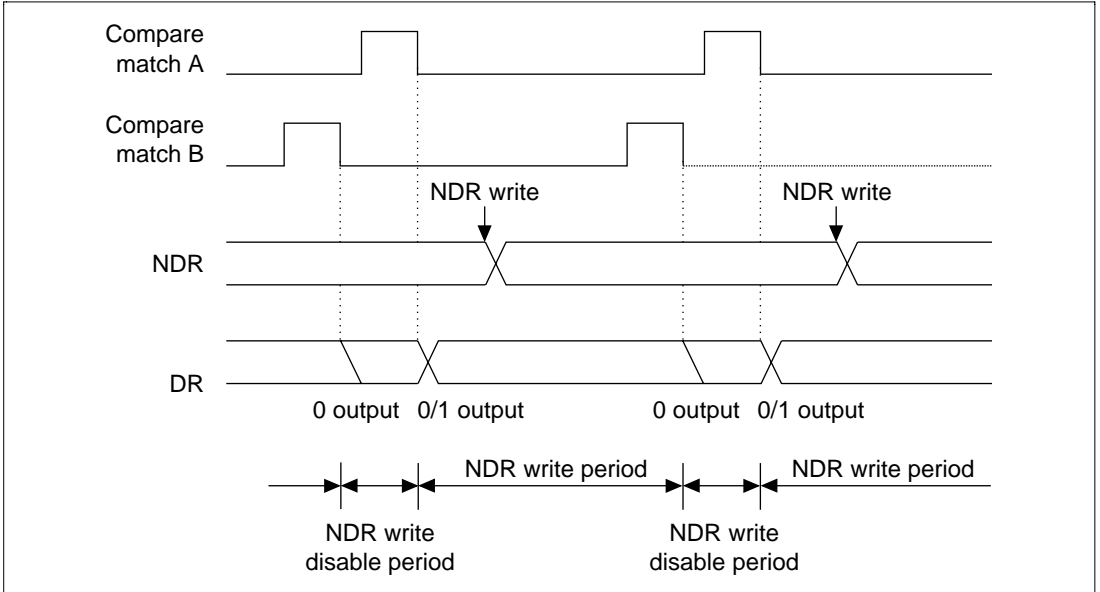 Compare
match A
Compare
match B
NDR write NDR write
NDR
DR
0 output 0/1 output 0 output 0/1 output
NDR write period NDR write period
NDR write
disable period
NDR write
disable period